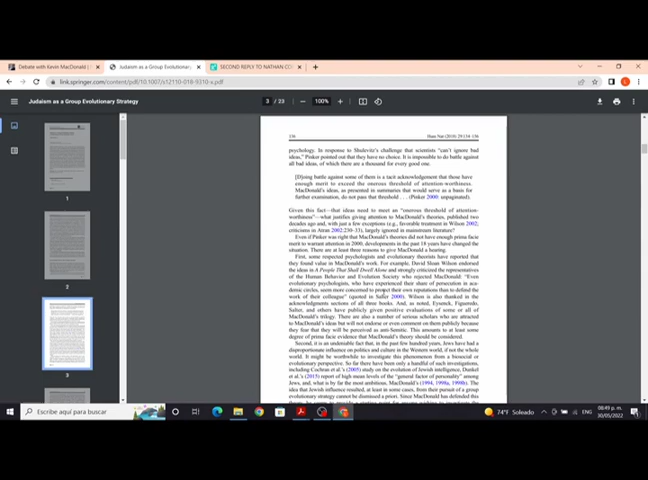 Debate with Kevin MacDonald |
Judaism as a Group Evolutionary
SECOND REPLY TO NATHAN CO
link.springer.com/content/pdf/10.1007/s12110-018-9310-x.pdf
Judaism as a Group Evolutionary Strategy
3 / 23
100%
1
2
3
136
Hum Nat (2018) 29:134–156
psychology. In response to Shulevitz's challenge that scientists "can't ignore bad
ideas," Pinker pointed out that they have no choice. It is impossible to do battle against
all bad ideas, of which there are a thousand for every good one.
[D]oing battle against some of them is a tacit acknowledgement that those have
enough merit to exceed the onerous threshold of attention-worthiness.
MacDonald's ideas, as presented in summaries that would serve as a basis for
further examination, do not pass that threshold . . . (Pinker 2000: unpaginated).
Given this fact—that ideas need to meet an "onerous threshold of attention-
worthiness"—what justifies giving attention to MacDonald's theories, published two
decades ago and, with just a few exceptions (e.g., favorable treatment in Wilson 2002;
criticisms in Atran 2002:230–33), largely ignored in mainstream literature?
Even if Pinker was right that MacDonald's theories did not have enough prima facie
merit to warrant attention in 2000, developments in the past 18 years have changed the
situation. There are at least three reasons to give MacDonald a hearing.
First, some respected psychologists and evolutionary theorists have reported that
they found value in MacDonald's work. For example, David Sloan Wilson endorsed
the ideas in A People That Shall Dwell Alone and strongly criticized the representatives
of the Human Behavior and Evolution Society who rejected MacDonald: "Even
evolutionary psychologists, who have experienced their share of persecution in aca-
demic circles, seem more concerned to protect their own reputations than to defend the
work of their colleague" (quoted in Salter 2000). Wilson is also thanked in the
acknowledgments sections of all three books. And, as noted, Eysenck, Figueredo,
Salter, and others have publicly given positive evaluations of some or all of
MacDonald's trilogy. There are also a number of serious scholars who are attracted
to MacDonald's ideas but will not endorse or even comment on them publicly because
they fear that they will be perceived as anti-Semitic. This amounts to at least some
degree of prima facie evidence that MacDonald's theory should be considered.
Second, it is an undeniable fact that, in roughly the past two hundred years, Jews have had a
disproportionate influence on politics and culture in the Western world, if not the whole
world. It might be worthwhile to investigate this phenomenon from a biosocial or
evolutionary perspective. So far there have been only a handful of such investigations,
including Cochran et al.'s (2005) study on the evolution of Jewish intelligence, Dunkel
et al.'s (2015) report of high mean levels of the "general factor of personality" among
Jews, and, what is by far the most ambitious, MacDonald's (1994, 1998a, 1998b). The
idea that Jewish influence resulted, at least in some cases, from their pursuit of a group
evolutionary strategy cannot be dismissed a priori. Since MacDonald has defended this
Escribe aquí para buscar
74°F Soleado
ENG
08:49 p. m.
30/05/2022